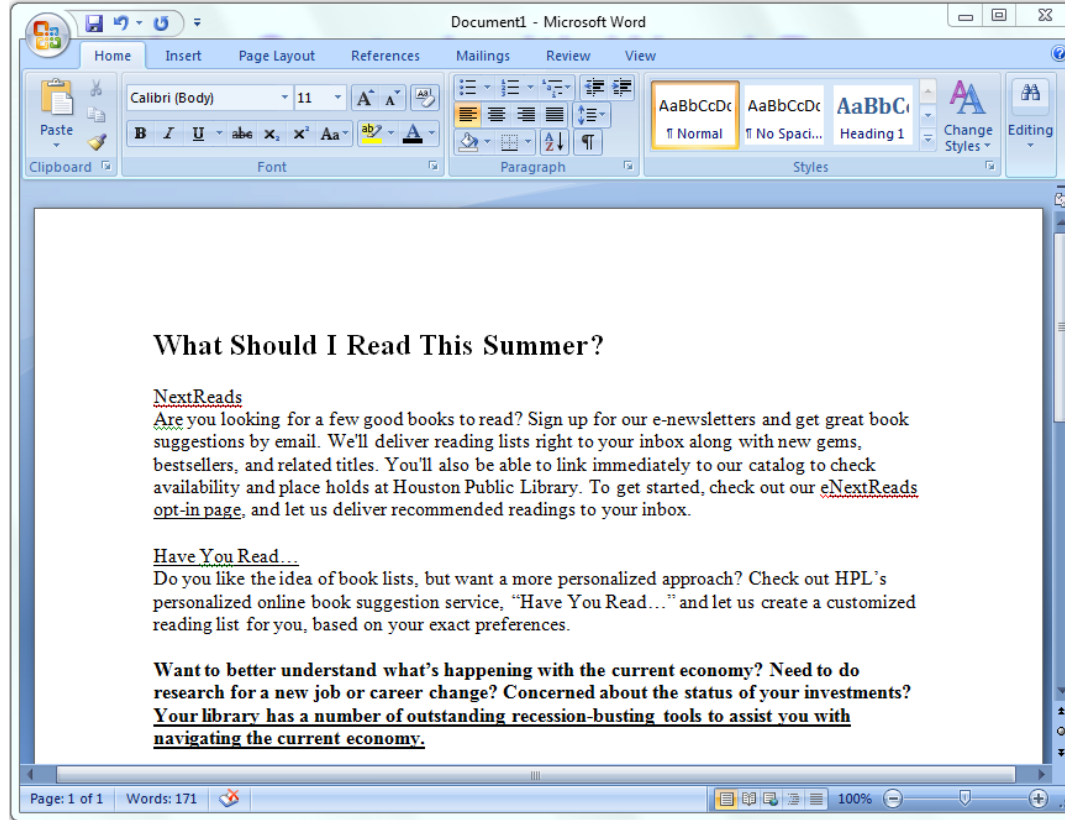 Document1 - Microsoft Word
Home Insert Page Layout References Mailings Review View
Calibri (Body) 11 A A Aa
AaBbCcDc AaBbCcDc AaBbC
Paste B I U abe X₂ X² Aa ab A A Z ¶ ¶ Normal ¶ No Spaci... Heading 1 Change Styles Editing
Clipboard Font Paragraph Styles
What Should I Read This Summer?
NextReads
Are you looking for a few good books to read? Sign up for our e-newsletters and get great book
suggestions by email. We'll deliver reading lists right to your inbox along with new gems,
bestsellers, and related titles. You'll also be able to link immediately to our catalog to check
availability and place holds at Houston Public Library. To get started, check out our eNextReads
opt-in page, and let us deliver recommended readings to your inbox.
Have You Read…
Do you like the idea of book lists, but want a more personalized approach? Check out HPL’s
personalized online book suggestion service, “Have You Read…” and let us create a customized
reading list for you, based on your exact preferences.
Want to better understand what’s happening with the current economy? Need to do
research for a new job or career change? Concerned about the status of your investments?
Your library has a number of outstanding recession-busting tools to assist you with
navigating the current economy.
Page: 1 of 1 Words: 171 100%